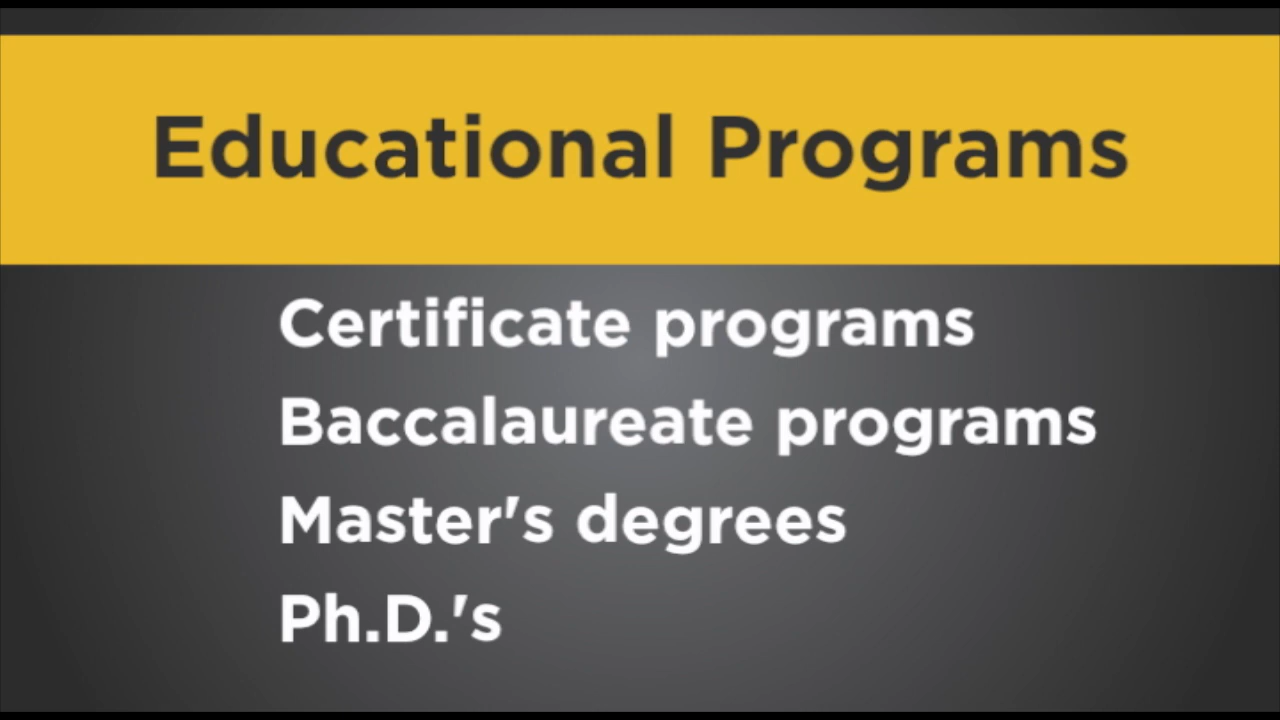 Educational Programs
Certificate programs
Baccalaureate programs
Master's degrees
Ph.D.'s